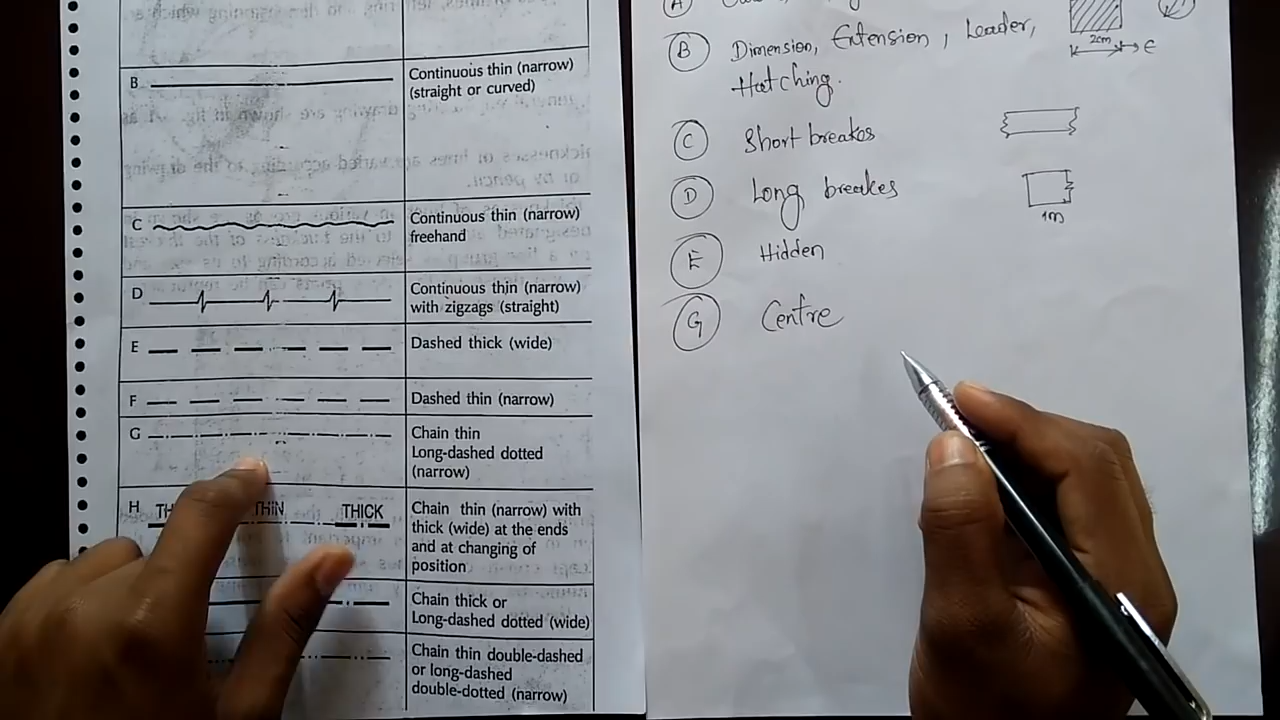 B
Continuous thin (narrow)
(straight or curved)
C
Continuous thin (narrow)
freehand
D
Continuous thin (narrow)
with zigzags (straight)
E
Dashed thick (wide)
F
Dashed thin (narrow)
G
Chain thin
Long-dashed dotted
(narrow)
H
THIN THICK
Chain thin (narrow) with
thick (wide) at the ends
and at changing of
position
Chain thick or
Long-dashed dotted (wide)
Chain thin double-dashed
or long-dashed
double-dotted (narrow)
A
B Dimension, Extension, Leader,
Hatching.
2cm
C Short breakes
D Long breakes
1m
E Hidden
G Centre